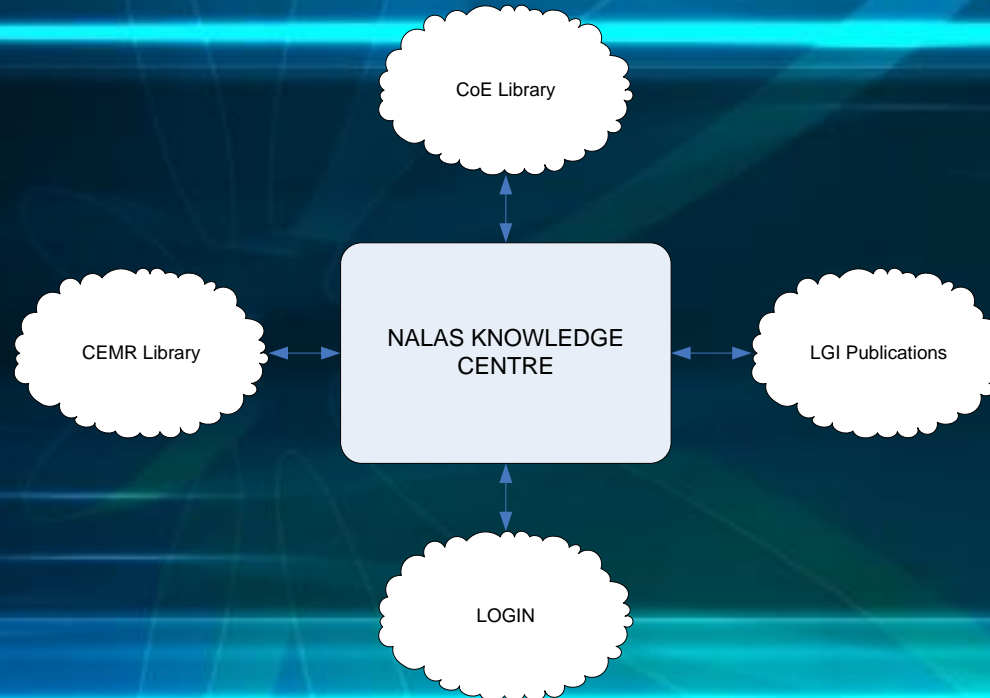 CoE Library
CEMR Library
NALAS KNOWLEDGE
CENTRE
LGI Publications
LOGIN